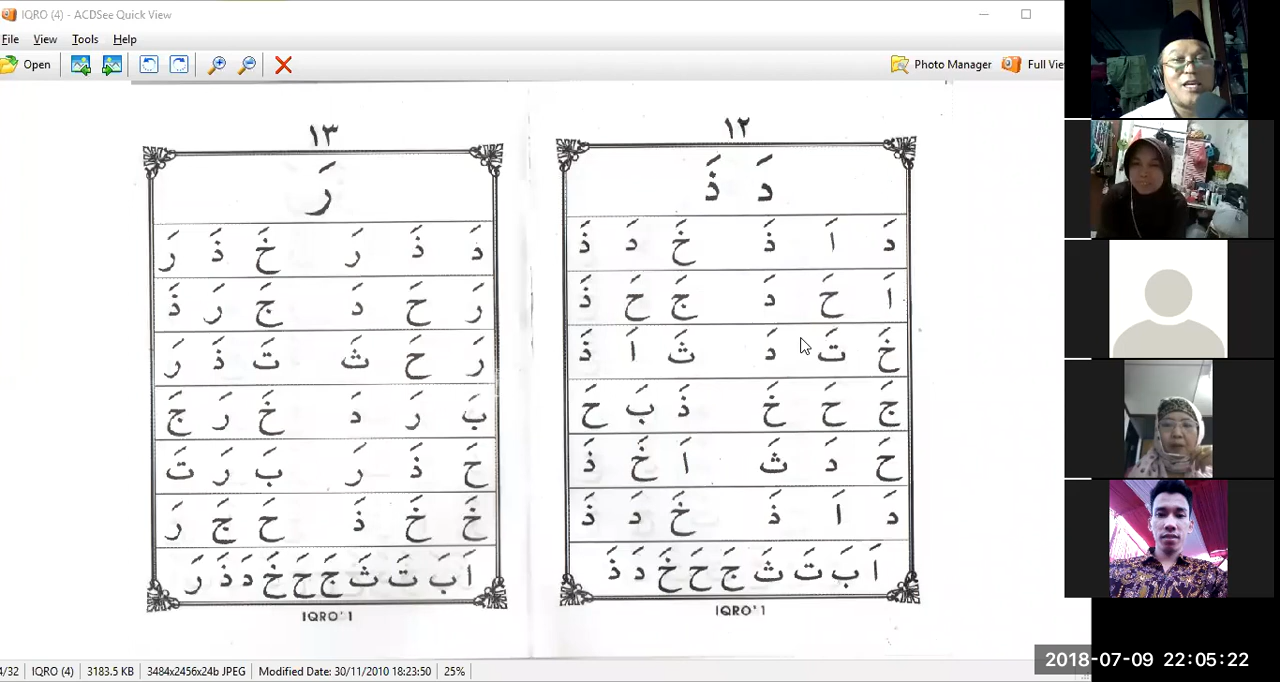 IQRO (4) - ACDSee Quick View
File View Tools Help
Open Photo Manager
١٢
دَ ذَ
دَ اَ ذَ خَ دَ ذَ
اَ حَ دَ جَ حَ ذَ
خَ تَ دَ ثَ اَ ذَ
جَ حَ خَ ذَ بَ حَ
حَ دَ ثَ اَ خَ ذَ
دَ اَ ذَ خَ دَ ذَ
اَ بَ تَ ثَ جَ حَ خَ دَ ذَ
IQRO'1
١٣
رَ
دَ ذَ رَ خَ ذَ رَ
رَ حَ دَ جَ رَ ذَ
رَ حَ ثَ تَ ذَ رَ
بَ رَ دَ خَ رَ جَ
حَ ذَ رَ بَ رَ تَ
خَ خَ ذَ حَ جَ رَ
اَ بَ تَ ثَ جَ حَ خَ دَ ذَ رَ
IQRO'1
/32 IQRO (4) 3183.5 KB 3484x2456x24b JPEG Modified Date: 30/11/2010 18:23:50 25%
2018-07-09 22:05:22